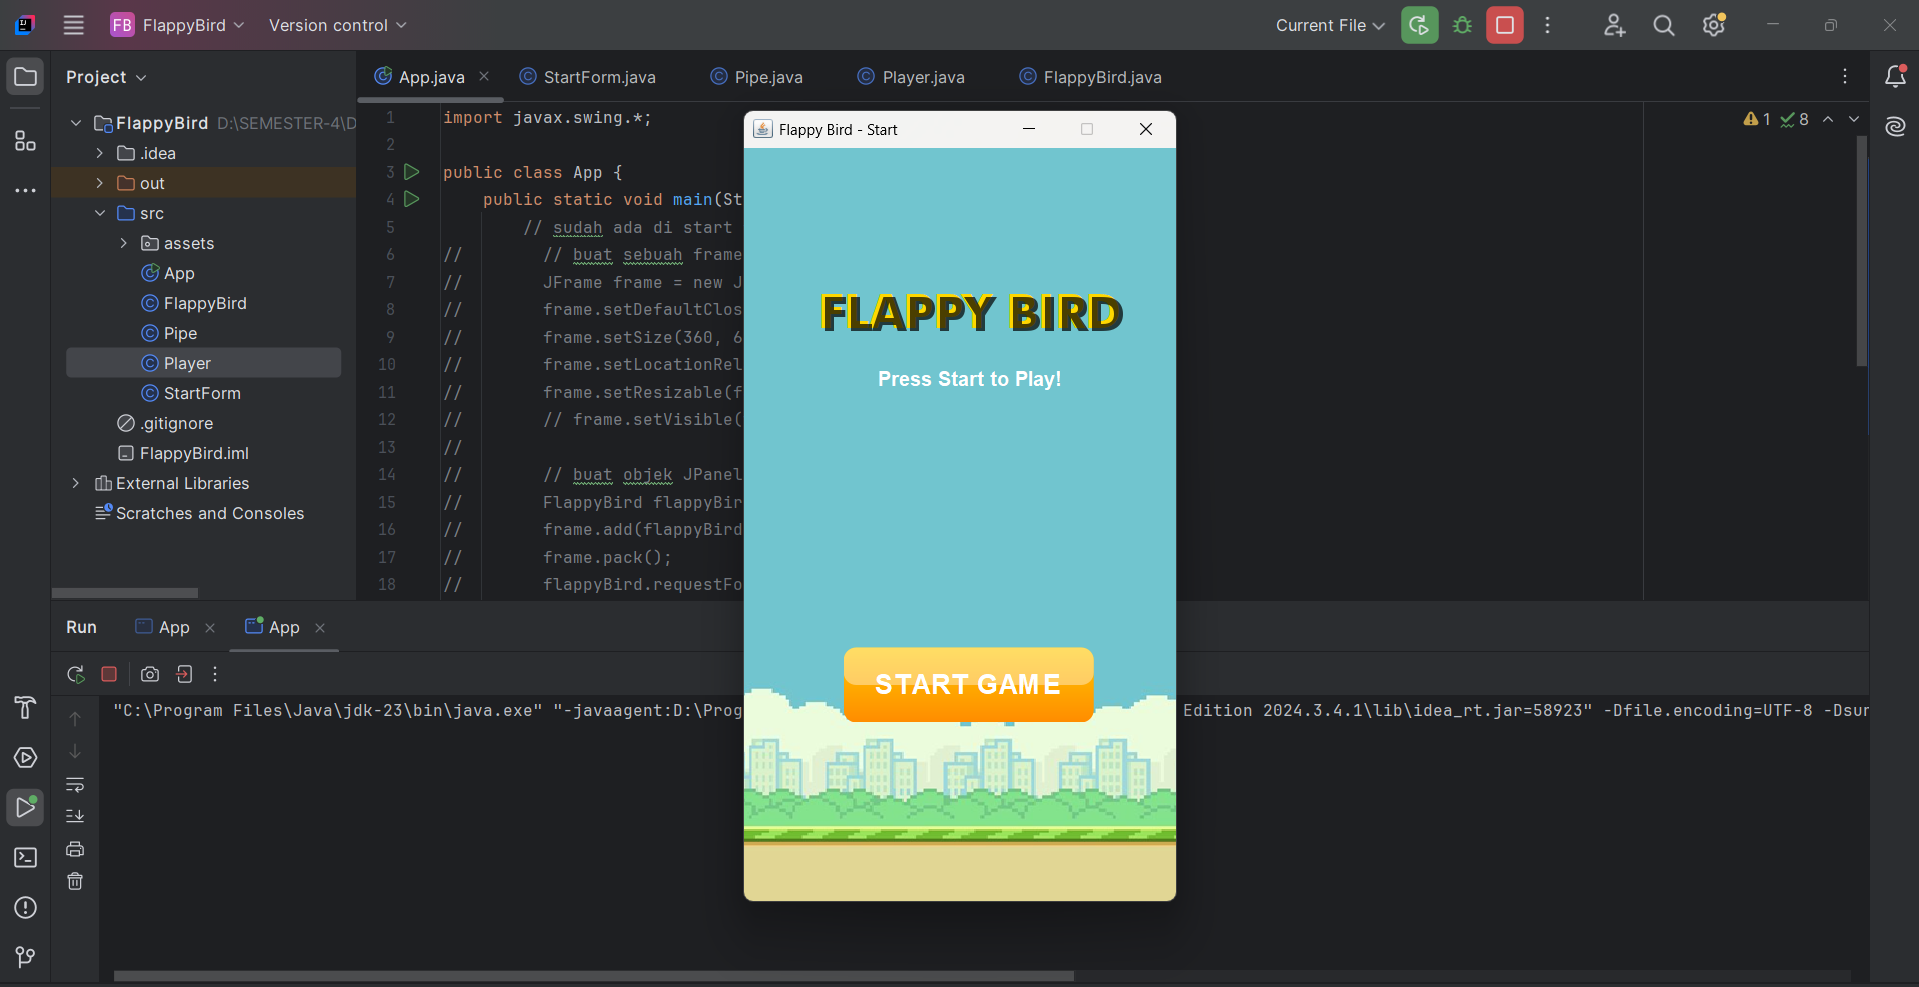 FB FlappyBird Version control Current File
Project
App.java StartForm.java Pipe.java Player.java FlappyBird.java
FlappyBird D:\SEMESTER-4\D
.idea
out
src
assets
App
FlappyBird
Pipe
Player
StartForm
.gitignore
FlappyBird.iml
External Libraries
Scratches and Consoles
1 import javax.swing.*;
2
3 public class App {
4 public static void main(St
5 // sudah ada di start
6 // // buat sebuah frame
7 // JFrame frame = new J
8 // frame.setDefaultClos
9 // frame.setSize(360, 6
10 // frame.setLocationRel
11 // frame.setResizable(f
12 // // frame.setVisible(
13 //
14 // // buat objek JPanel
15 // FlappyBird flappyBir
16 // frame.add(flappyBird
17 // frame.pack();
18 // flappyBird.requestFo
1 8
Flappy Bird - Start
FLAPPY BIRD
Press Start to Play!
START GAME
Run App App
"C:\Program Files\Java\jdk-23\bin\java.exe" "-javaagent:D:\Prog
Edition 2024.3.4.1\lib\idea_rt.jar=58923" -Dfile.encoding=UTF-8 -Dsur